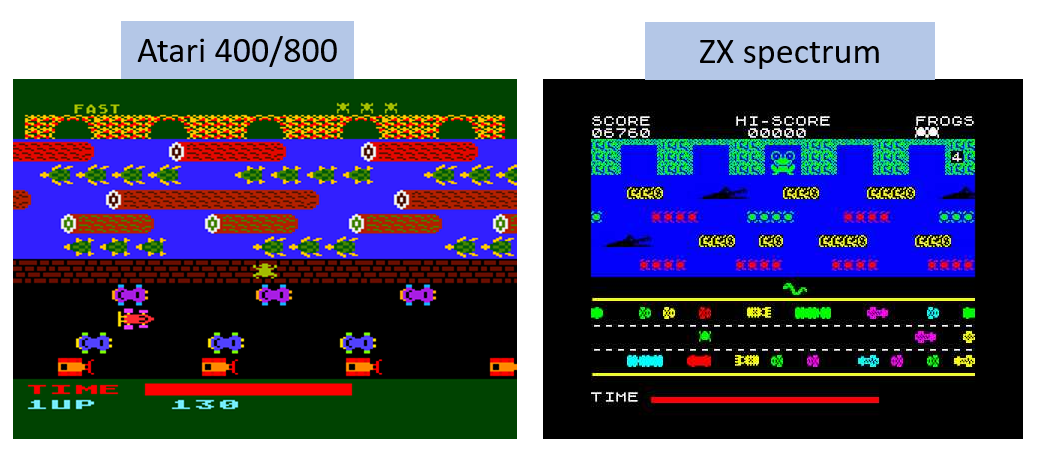 Atari 400/800
FAST
TIME
1UP 130
ZX spectrum
SCORE HI-SCORE FROGS
06760 00000
4
TIME